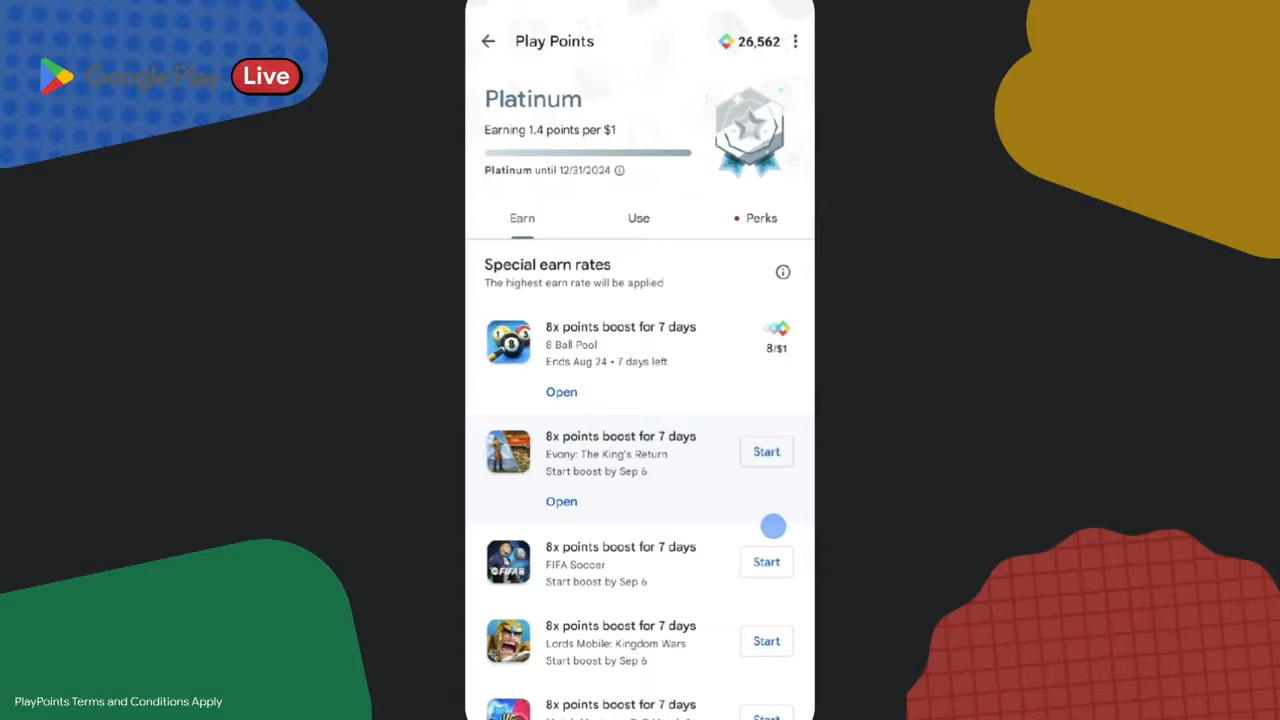 Google Play Live
Play Points
26,562
Platinum
Earning 1.4 points per $1
Platinum until 12/31/2024
Earn
Use
Perks
Special earn rates
The highest earn rate will be applied
8x points boost for 7 days
8 Ball Pool
8/$1
Ends Aug 24 • 7 days left
Open
8x points boost for 7 days
Evony: The King's Return
Start
Start boost by Sep 6
Open
8x points boost for 7 days
FIFA Soccer
Start
Start boost by Sep 6
8x points boost for 7 days
Lords Mobile: Kingdom Wars
Start
Start boost by Sep 6
8x points boost for 7 days
PlayPoints Terms and Conditions Apply